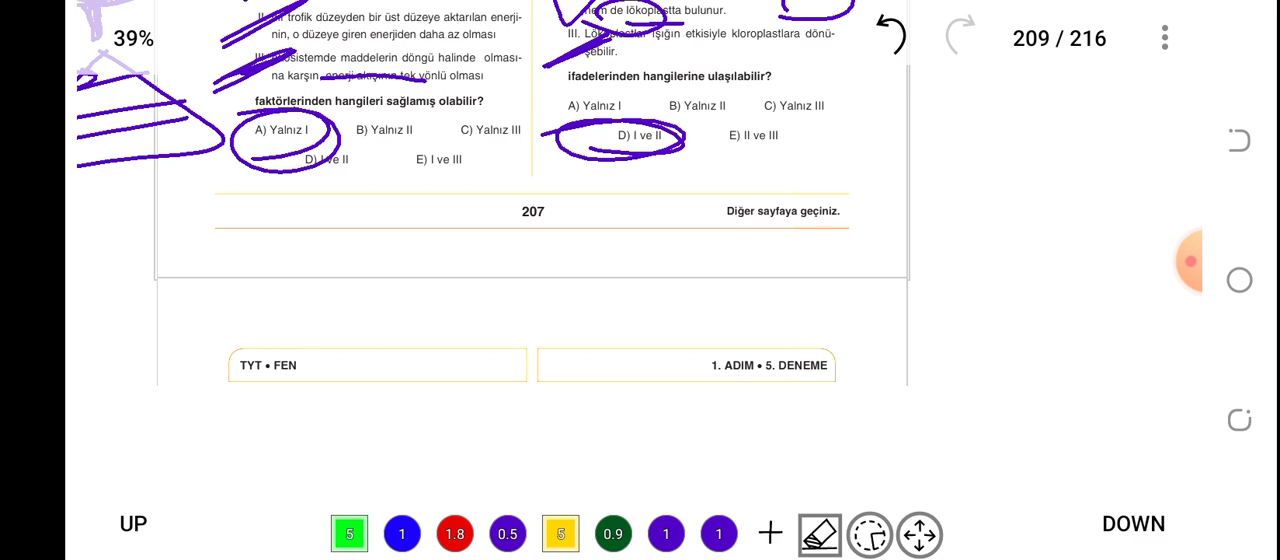 39%
209 / 216
II. Bir trofik düzeyden bir üst düzeye aktarılan enerji-
nin, o düzeye giren enerjiden daha az olması
III. Ekosistemde maddelerin döngü halinde olması-
na karşın, enerji akışının tek yönlü olması
faktörlerinden hangileri sağlamış olabilir?
A) Yalnız I B) Yalnız II C) Yalnız III
D) I ve II E) I ve III
hem de lökoplastta bulunur.
III. Lökoplastlar ışığın etkisiyle kloroplastlara dönü-
şebilir.
ifadelerinden hangilerine ulaşılabilir?
A) Yalnız I B) Yalnız II C) Yalnız III
D) I ve II E) II ve III
207
Diğer sayfaya geçiniz.
TYT • FEN
1. ADIM • 5. DENEME
UP
5 1 1.8 0.5 5 0.9 1 1
DOWN